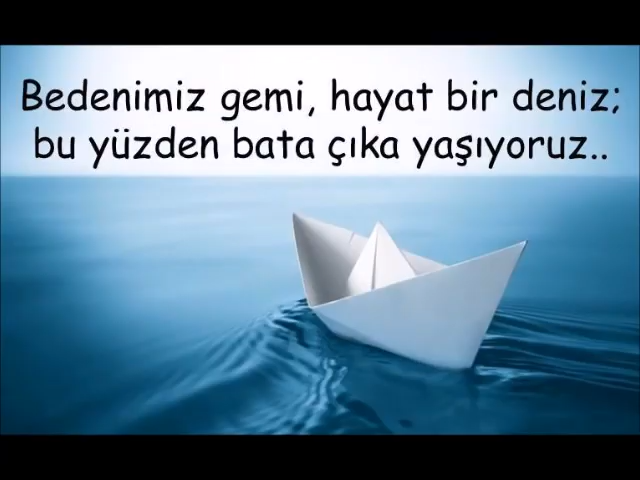 Bedenimiz gemi, hayat bir deniz;
bu yüzden bata çıka yaşıyoruz..